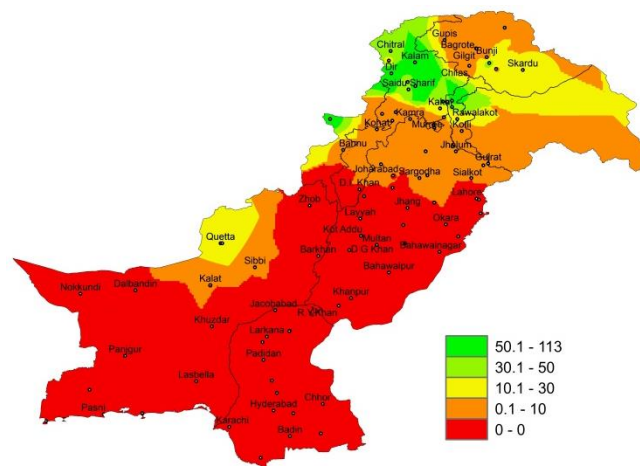 Gupis
Chitral
Bagrote
Kalam
Bunji
Gilgit
Skardu
Dir
Chilas
Saidu Sharif
Kakul
Kamra
Rawalakot
Kohat
Kotli
Bannu
Jhelum
Gujrat
Joharabad
Sargodha
Sialkot
D.I. Khan
Zhob
Lahore
Jhang
Layyah
Okara
Kot Addu
Quetta
Multan
Barkhan
D G Khan
Bahawalnagar
Sibbi
Bahawalpur
Kalat
Nokkundi
Dalbandin
Khanpur
Jacobabad
Khuzdar
Larkana
Panjgur
Padidan
Lasbella
Chhor
Pasni
Hyderabad
Karachi
Badin
50.1 - 113
30.1 - 50
10.1 - 30
0.1 - 10
0 - 0